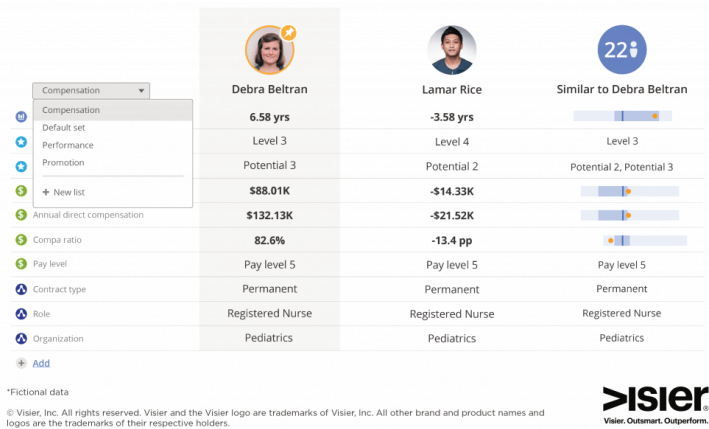 22
Debra Beltran
Lamar Rice
Similar to Debra Beltran
Compensation
Compensation
Default set
Performance
Promotion
+ New list
6.58 yrs -3.58 yrs
Level 3 Level 4 Level 3
Potential 3 Potential 2 Potential 2, Potential 3
$ $88.01K -$14.33K
$ Annual direct compensation $132.13K -$21.52K
$ Compa ratio 82.6% -13.4 pp
$ Pay level Pay level 5 Pay level 5 Pay level 5
Contract type Permanent Permanent Permanent
Role Registered Nurse Registered Nurse Registered Nurse
Organization Pediatrics Pediatrics Pediatrics
+ Add
*Fictional data
© Visier, Inc. All rights reserved. Visier and the Visier logo are trademarks of Visier, Inc. All other brand and product names and
logos are the trademarks of their respective holders.
>ISIER®
Visier. Outsmart. Outperform.